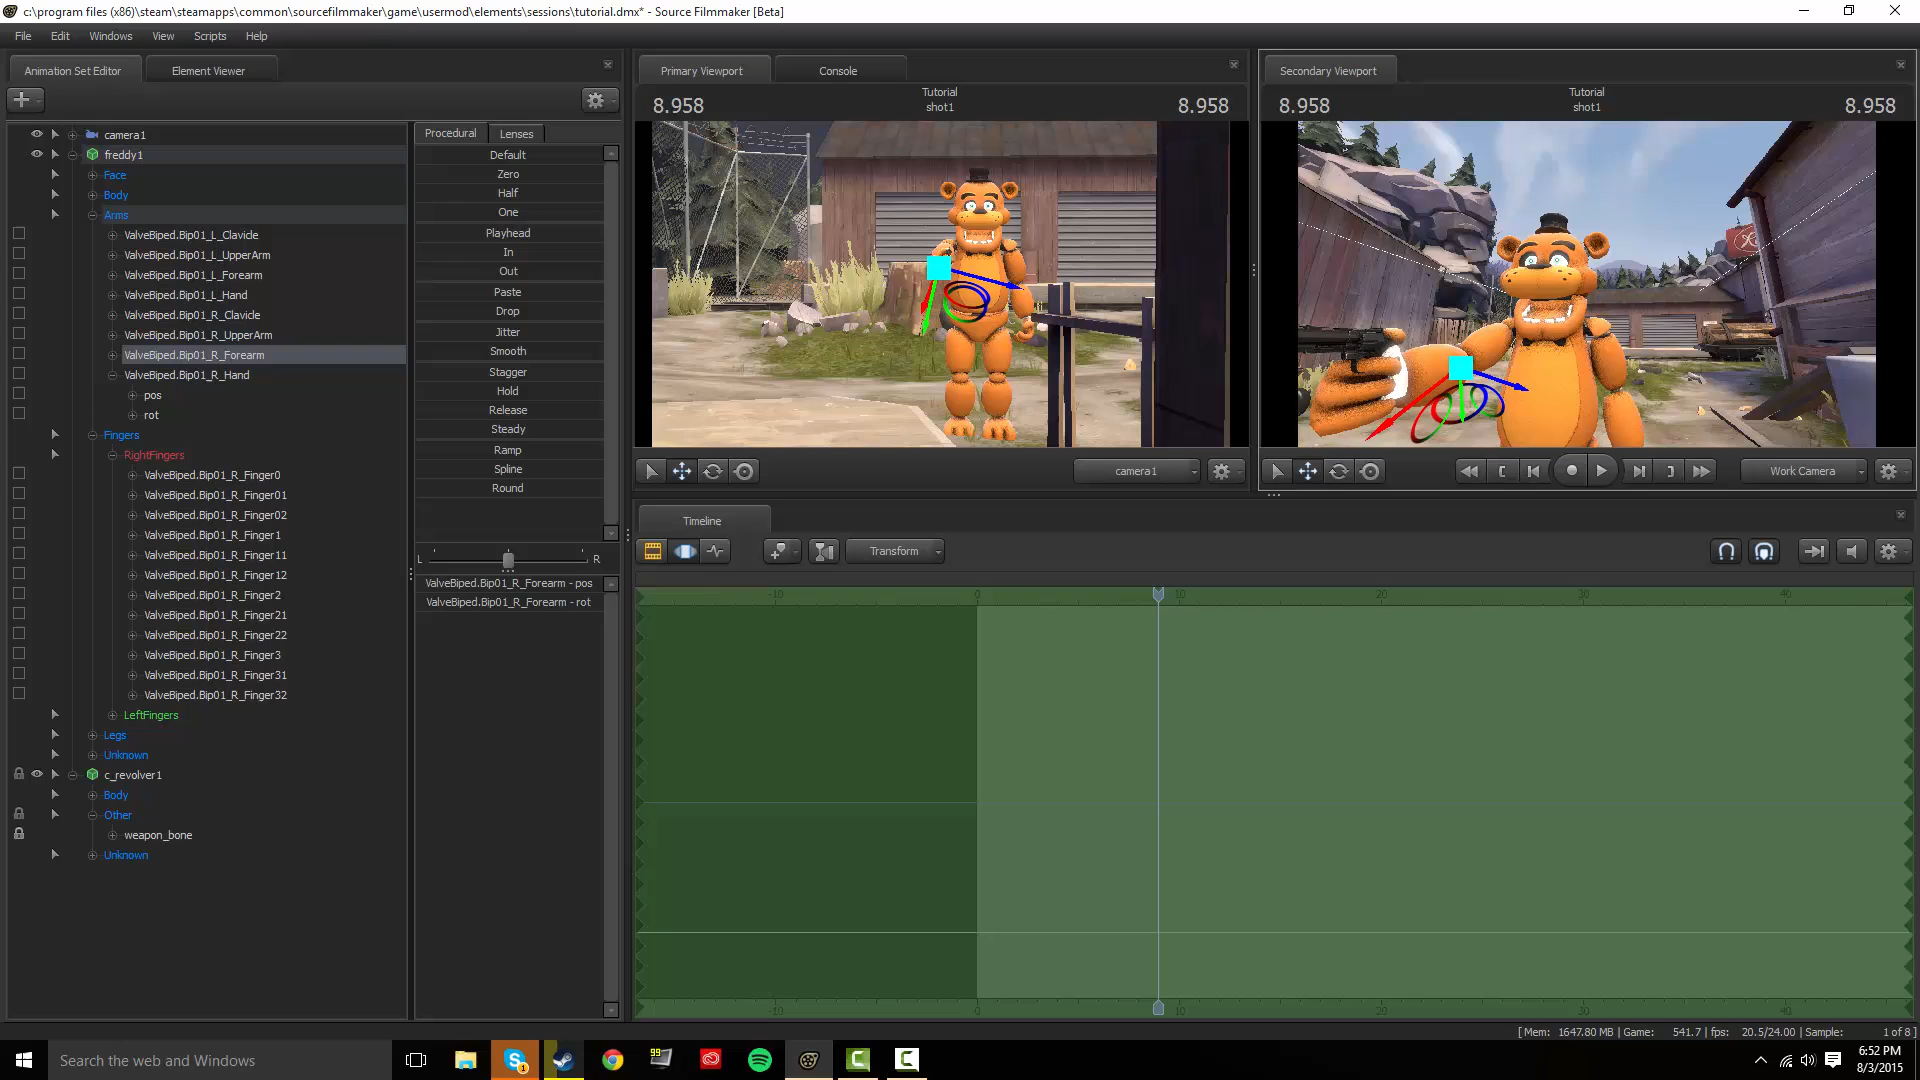 c:\program files (x86)\steam\steamapps\common\sourcefilmmaker\game\usermod\elements\sessions\tutorial.dmx* - Source Filmmaker [Beta]
File Edit Windows View Scripts Help
Animation Set Editor Element Viewer
Primary Viewport Console
Secondary Viewport
8.958 Tutorial 8.958
shot1
8.958 Tutorial 8.958
shot1
camera1
freddy1
Face
Body
Arms
ValveBiped.Bip01_L_Clavicle
ValveBiped.Bip01_L_UpperArm
ValveBiped.Bip01_L_Forearm
ValveBiped.Bip01_L_Hand
ValveBiped.Bip01_R_Clavicle
ValveBiped.Bip01_R_UpperArm
ValveBiped.Bip01_R_Forearm
ValveBiped.Bip01_R_Hand
pos
rot
Fingers
RightFingers
ValveBiped.Bip01_R_Finger0
ValveBiped.Bip01_R_Finger01
ValveBiped.Bip01_R_Finger02
ValveBiped.Bip01_R_Finger1
ValveBiped.Bip01_R_Finger11
ValveBiped.Bip01_R_Finger12
ValveBiped.Bip01_R_Finger2
ValveBiped.Bip01_R_Finger21
ValveBiped.Bip01_R_Finger22
ValveBiped.Bip01_R_Finger3
ValveBiped.Bip01_R_Finger31
ValveBiped.Bip01_R_Finger32
LeftFingers
Legs
Unknown
c_revolver1
Body
Other
weapon_bone
Unknown
Procedural Lenses
Default
Zero
Half
One
Playhead
In
Out
Paste
Drop
Jitter
Smooth
Stagger
Hold
Release
Steady
Ramp
Spline
Round
L R
ValveBiped.Bip01_R_Forearm - pos
ValveBiped.Bip01_R_Forearm - rot
camera1
Work Camera
Timeline
Transform
-10 0 10 20 30 40
-10 0 10 20 30 40
[ Mem: 1647.80 MB | Game: 541.7 | fps: 20.5/24.00 | Sample: 1 of 8 ]
Search the web and Windows
1
99
6:52 PM
8/3/2015